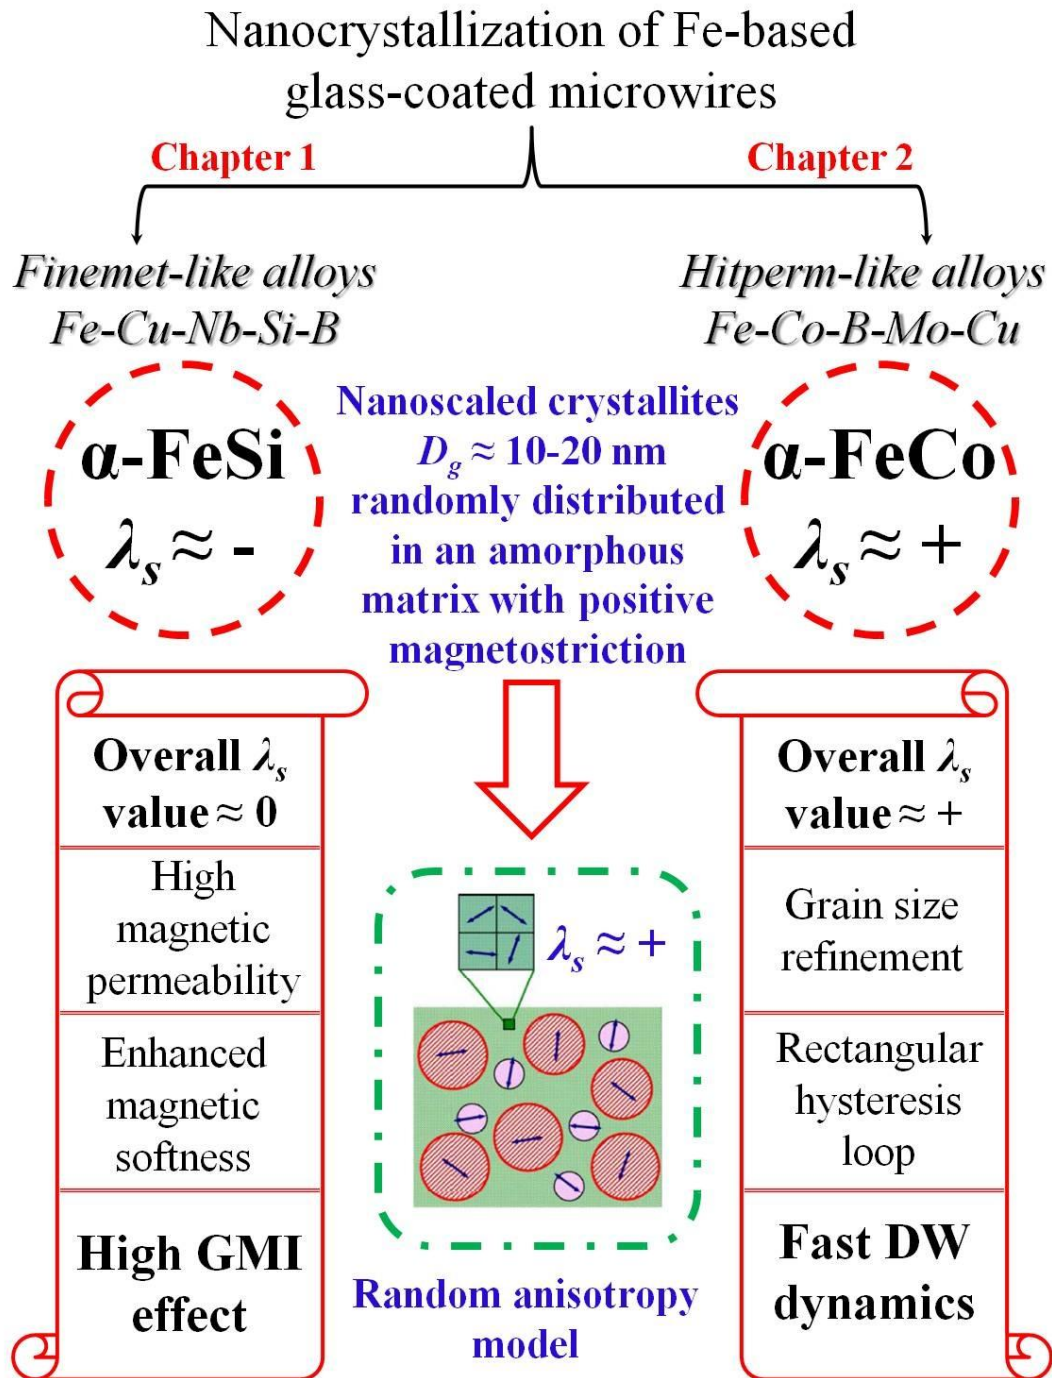 Nanocrystallization of Fe-based
glass-coated microwires
Chapter 1
Chapter 2
Finemet-like alloys
Fe-Cu-Nb-Si-B
Hitperm-like alloys
Fe-Co-B-Mo-Cu
α-FeSi
λs ≈ -
Nanoscaled crystallites
Dg ≈ 10-20 nm
randomly distributed
in an amorphous
matrix with positive
magnetostriction
α-FeCo
λs ≈ +
Overall λs
value ≈ 0
High
magnetic
permeability
Enhanced
magnetic
softness
High GMI
effect
λs ≈ +
Random anisotropy
model
Overall λs
value ≈ +
Grain size
refinement
Rectangular
hysteresis
loop
Fast DW
dynamics